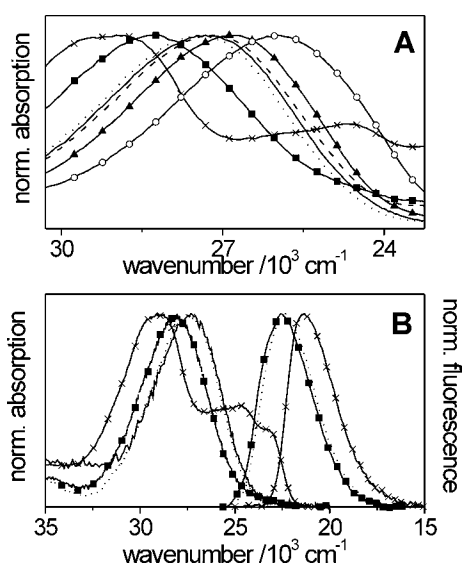 A
norm. absorption
30 27 24
wavenumber /10³ cm⁻¹
B
norm. absorption
norm. fluorescence
35 30 25 20 15
wavenumber /10³ cm⁻¹